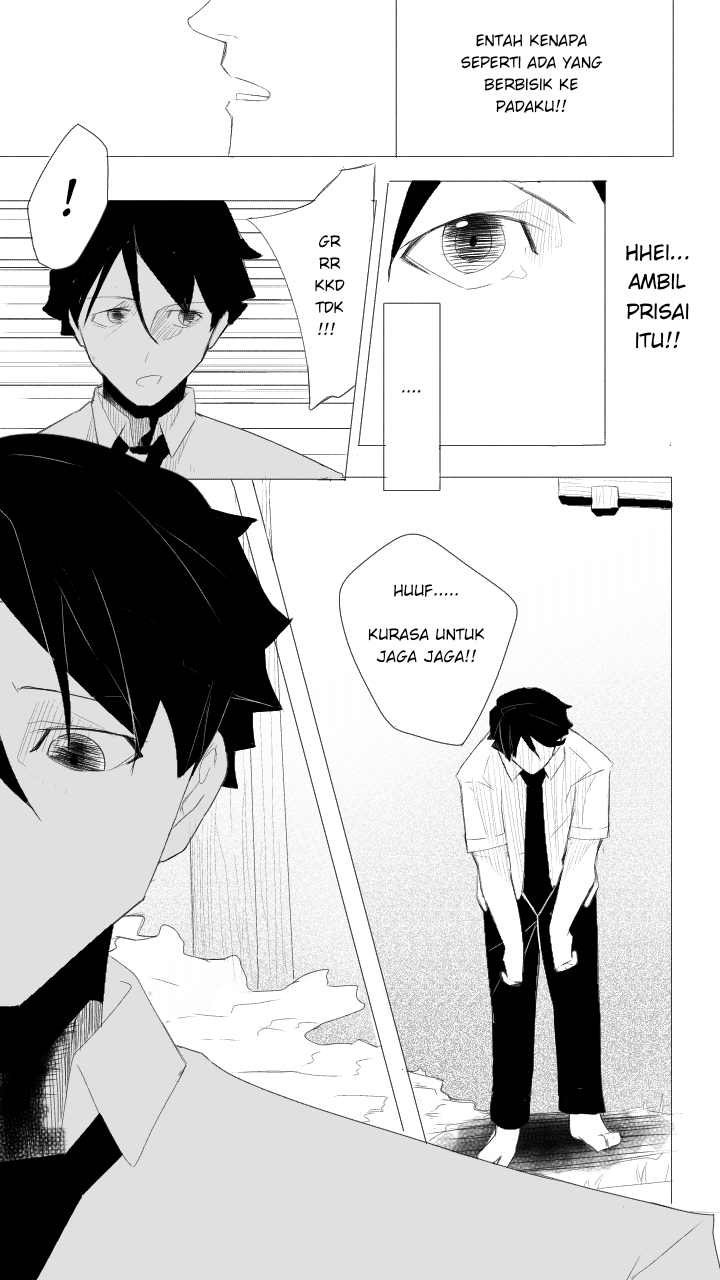 ENTAH KENAPA
SEPERTI ADA YANG
BERBISIK KE
PADAKU!!
!
GR
RR
KKD
TDK
!!!
HHEI...
AMBIL
PRISAI
ITU!!
....
HUUF.....
KURASA UNTUK
JAGA JAGA!!